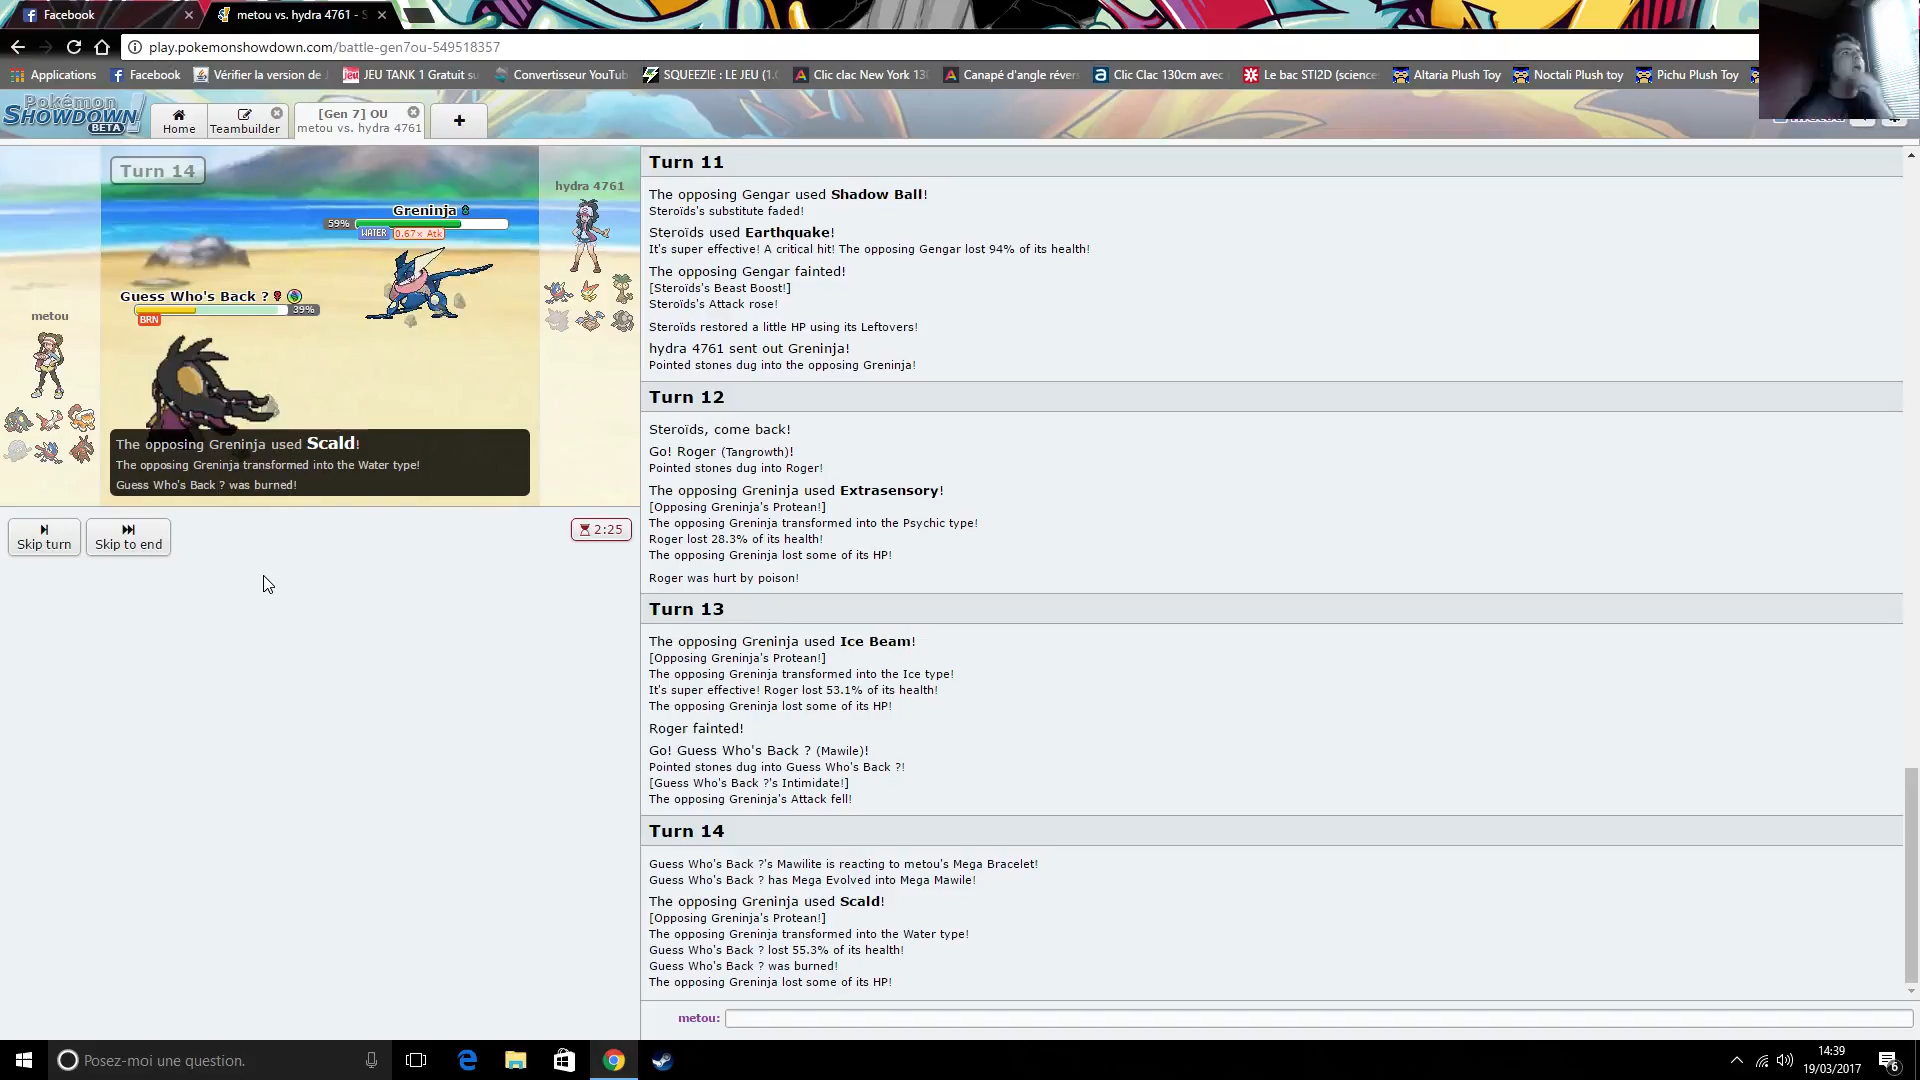 Facebook
metou vs. hydra 4761 - S
play.pokemonshowdown.com/battle-gen7ou-549518357
Applications
Facebook
Vérifier la version de J
JEU TANK 1 Gratuit su
Convertisseur YouTub
SQUEEZIE : LE JEU (1.0
Clic clac New York 13
Canapé d'angle révers
Clic Clac 130cm avec
Le bac STI2D (science
Altaria Plush Toy
Noctali Plush toy
Pichu Plush Toy
Pokémon
SHOWDOWN
BETA
Home
Teambuilder
[Gen 7] OU
metou vs. hydra 4761
Turn 14
hydra 4761
Greninja
59%
WATER
0.67× Atk
Guess Who's Back ?
39%
BRN
metou
The opposing Greninja used Scald!
The opposing Greninja transformed into the Water type!
Guess Who's Back ? was burned!
Skip turn
Skip to end
2:25
Turn 11
The opposing Gengar used Shadow Ball!
Steroïds's substitute faded!
Steroïds used Earthquake!
It's super effective! A critical hit! The opposing Gengar lost 94% of its health!
The opposing Gengar fainted!
[Steroïds's Beast Boost!]
Steroïds's Attack rose!
Steroïds restored a little HP using its Leftovers!
hydra 4761 sent out Greninja!
Pointed stones dug into the opposing Greninja!
Turn 12
Steroïds, come back!
Go! Roger (Tangrowth)!
Pointed stones dug into Roger!
The opposing Greninja used Extrasensory!
[Opposing Greninja's Protean!]
The opposing Greninja transformed into the Psychic type!
Roger lost 28.3% of its health!
The opposing Greninja lost some of its HP!
Roger was hurt by poison!
Turn 13
The opposing Greninja used Ice Beam!
[Opposing Greninja's Protean!]
The opposing Greninja transformed into the Ice type!
It's super effective! Roger lost 53.1% of its health!
The opposing Greninja lost some of its HP!
Roger fainted!
Go! Guess Who's Back ? (Mawile)!
Pointed stones dug into Guess Who's Back ?!
[Guess Who's Back ?'s Intimidate!]
The opposing Greninja's Attack fell!
Turn 14
Guess Who's Back ?'s Mawilite is reacting to metou's Mega Bracelet!
Guess Who's Back ? has Mega Evolved into Mega Mawile!
The opposing Greninja used Scald!
[Opposing Greninja's Protean!]
The opposing Greninja transformed into the Water type!
Guess Who's Back ? lost 55.3% of its health!
Guess Who's Back ? was burned!
The opposing Greninja lost some of its HP!
metou:
Posez-moi une question.
14:39
19/03/2017
6